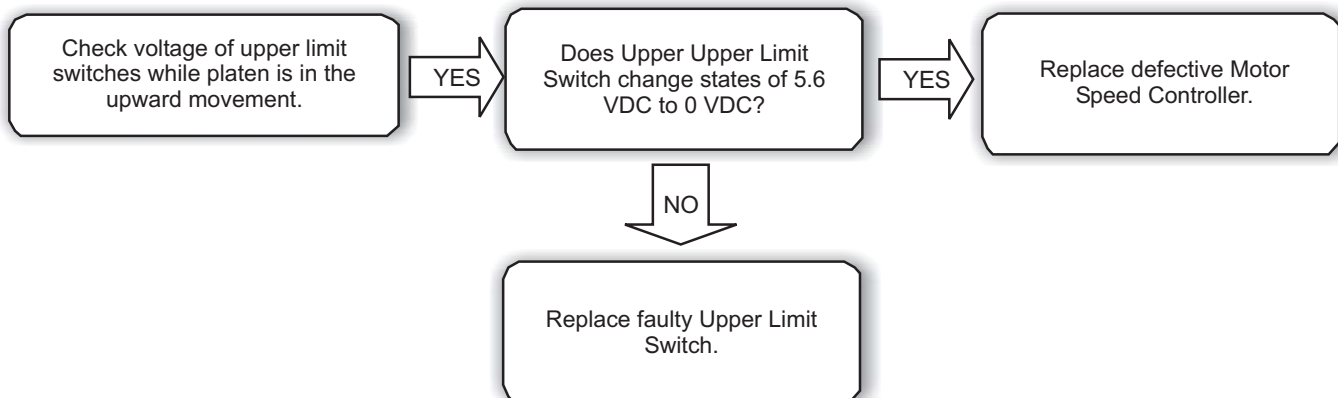 Check voltage of upper limit
switches while platen is in the
upward movement.
YES
Does Upper Upper Limit
Switch change states of 5.6
VDC to 0 VDC?
YES
Replace defective Motor
Speed Controller.
NO
Replace faulty Upper Limit
Switch.